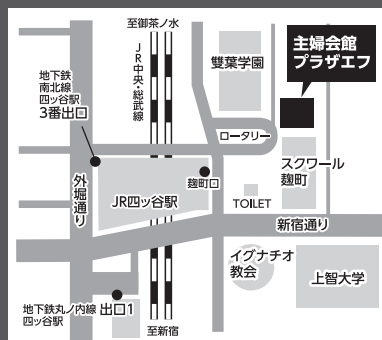 至御茶ノ水
JR中央・総武線
地下鉄
南北線
四ッ谷駅
3番出口
雙葉学園
主婦会館
プラザエフ
ロータリー
スクワール
麹町
麹町口
TOILET
外堀通り
JR四ッ谷駅
新宿通り
イグナチオ
教会
上智大学
地下鉄丸ノ内線 出口1
四ッ谷駅
至新宿